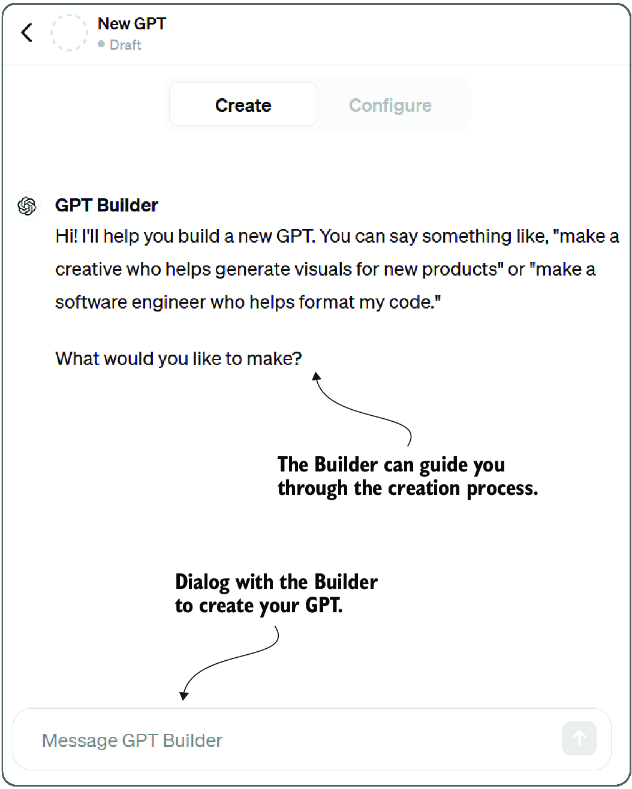 New GPT
Draft
Create
Configure
GPT Builder
Hi! I'll help you build a new GPT. You can say something like, "make a
creative who helps generate visuals for new products" or "make a
software engineer who helps format my code."
What would you like to make?
The Builder can guide you
through the creation process.
Dialog with the Builder
to create your GPT.
Message GPT Builder